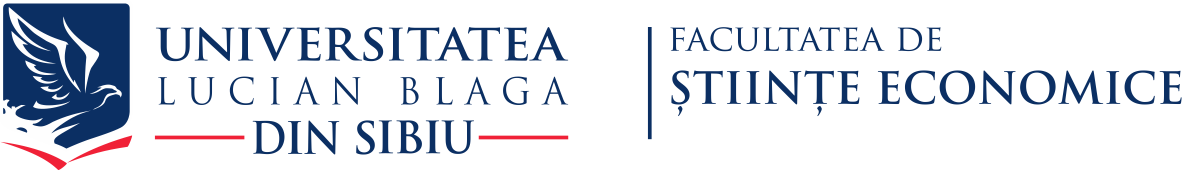 UNIVERSITATEA
LUCIAN BLAGA
DIN SIBIU
FACULTATEA DE
ȘTIINȚE ECONOMICE